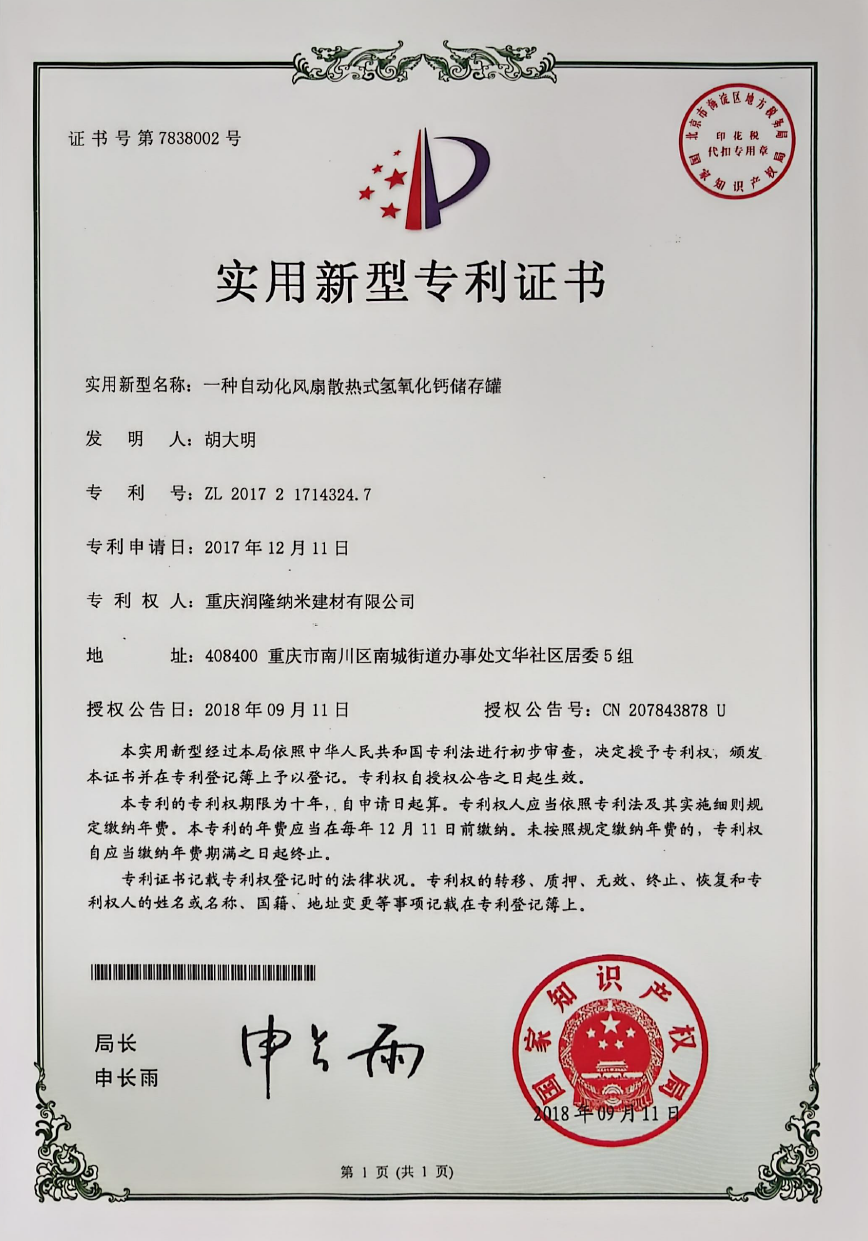 证书号第7838002号
北京市海淀区地方税务局
印花税
代扣专用章
国家知识产权局
实用新型专利证书
实用新型名称：一种自动化风扇散热式氢氧化钙储存罐
发明人：胡大明
专利号：ZL 2017 2 1714324.7
专利申请日：2017年12月11日
专利权人：重庆润隆纳米建材有限公司
地址：408400 重庆市南川区南城街道办事处文华社区居委5组
授权公告日：2018年09月11日 授权公告号：CN 207843878 U
本实用新型经过本局依照中华人民共和国专利法进行初步审查，决定授予专利权，颁发
本证书并在专利登记簿上予以登记。专利权自授权公告之日起生效。
本专利的专利权期限为十年，自申请日起算。专利权人应当依照专利法及其实施细则规
定缴纳年费。本专利的年费应当在每年12月11日前缴纳。未按照规定缴纳年费的，专利权
自应当缴纳年费期满之日起终止。
专利证书记载专利权登记时的法律状况。专利权的转移、质押、无效、终止、恢复和专
利权人的姓名或名称、国籍、地址变更等事项记载在专利登记簿上。
局长
申长雨
申长雨
国家知识产权局
2018年09月11日
第1页(共1页)